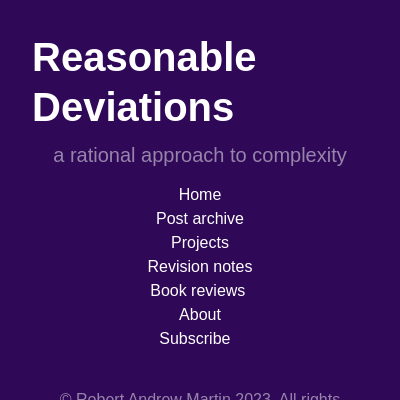 Reasonable
Deviations
a rational approach to complexity
Home
Post archive
Projects
Revision notes
Book reviews
About
Subscribe
© Robert Andrew Martin 2023. All rights